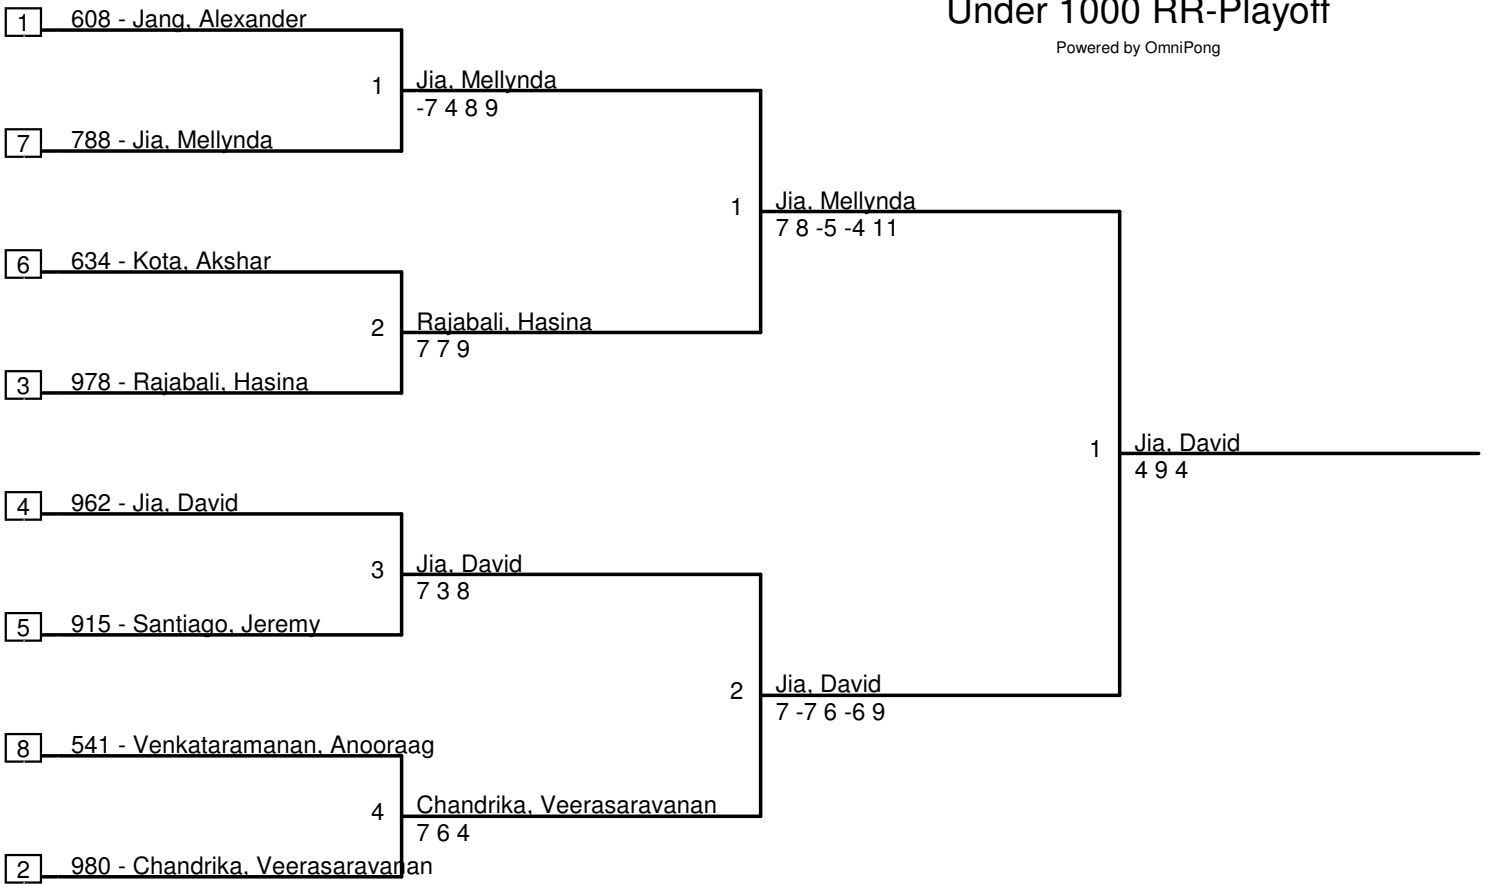 Under 1000 RR-Playoff
Powered by OmniPong
1 608 - Jang, Alexander
1 Jia, Mellynda
-7 4 8 9
7 788 - Jia, Mellynda
1 Jia, Mellynda
7 8 -5 -4 11
6 634 - Kota, Akshar
2 Rajabali, Hasina
7 7 9
3 978 - Rajabali, Hasina
1 Jia, David
4 9 4
4 962 - Jia, David
3 Jia, David
7 3 8
5 915 - Santiago, Jeremy
2 Jia, David
7 -7 6 -6 9
8 541 - Venkataramanan, Anooraag
4 Chandrika, Veerasaravanan
7 6 4
2 980 - Chandrika, Veerasaravanan